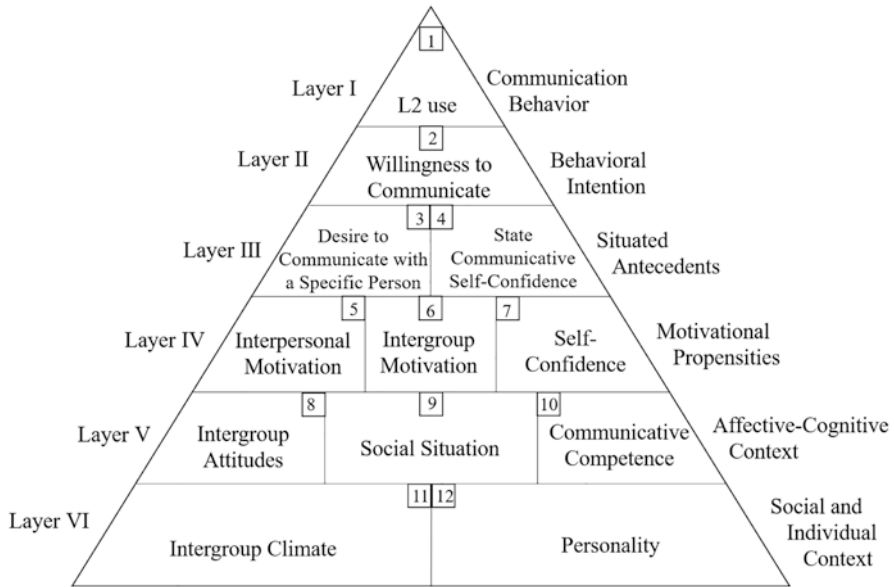 1
Layer I
Communication
Behavior
L2 use
2
Layer II
Willingness to
Communicate
Behavioral
Intention
3 4
Layer III
Desire to
Communicate with
a Specific Person
State
Communicative
Self-Confidence
Situated
Antecedents
5 6 7
Layer IV
Interpersonal
Motivation
Intergroup
Motivation
Self-
Confidence
Motivational
Propensities
8 9 10
Layer V
Intergroup
Attitudes
Social Situation
Communicative
Competence
Affective-Cognitive
Context
11 12
Layer VI
Intergroup Climate
Personality
Social and
Individual
Context